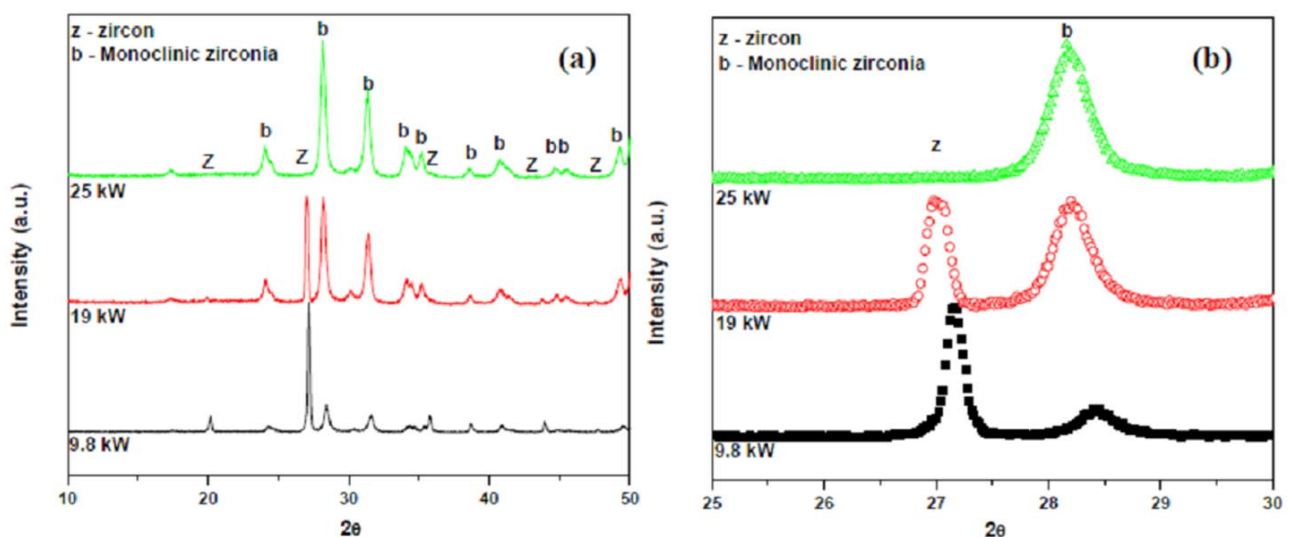 z - zircon
b - Monoclinic zirconia
(a)
b
b
b
b
b
b
b b
b
Z
Z
Z
Z
Z
25 kW
19 kW
9.8 kW
10 20 30 40 50
2θ
Intensity (a.u.)
z - zircon
b - Monoclinic zirconia
(b)
b
z
25 kW
19 kW
9.8 kW
25 26 27 28 29 30
2θ
Intensity (a.u.)